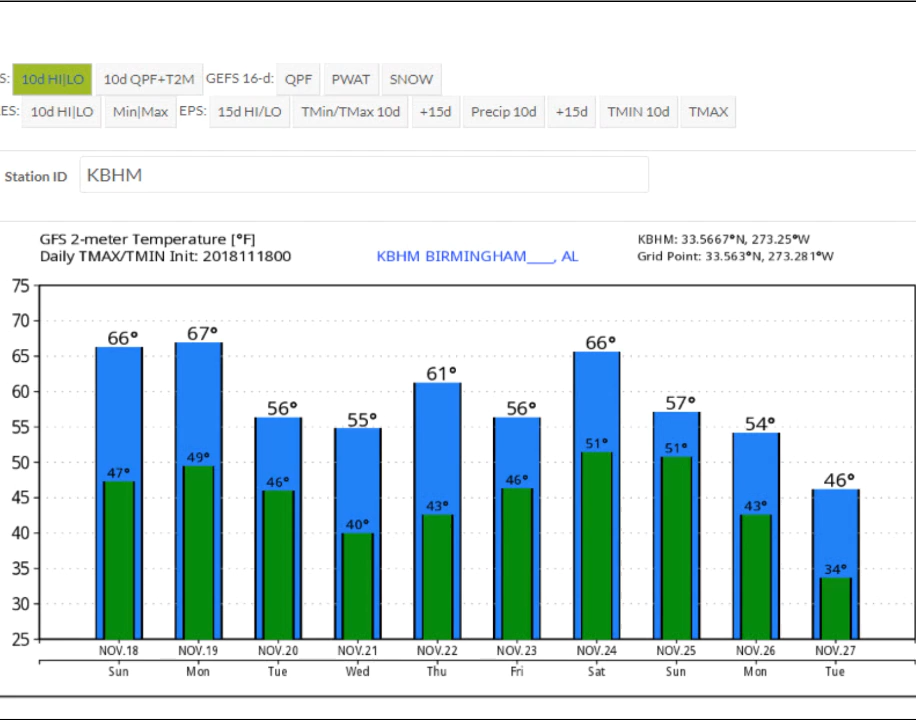 S: 10d HI|LO 10d QPF+T2M GEFS 16-d: QPF PWAT SNOW
ES: 10d HI|LO Min|Max EPS: 15d HI/LO TMin/TMax 10d +15d Precip 10d +15d TMIN 10d TMAX
Station ID KBHM
GFS 2-meter Temperature [°F]
Daily TMAX/TMIN Init: 2018111800
KBHM BIRMINGHAM____, AL
KBHM: 33.5667°N, 273.25°W
Grid Point: 33.563°N, 273.281°W
75
70
65
60
55
50
45
40
35
30
25
66° 67° 56° 55° 61° 56° 66° 57° 54° 46°
47° 49° 46° 40° 43° 46° 51° 51° 43° 34°
NOV.18 NOV.19 NOV.20 NOV.21 NOV.22 NOV.23 NOV.24 NOV.25 NOV.26 NOV.27
Sun Mon Tue Wed Thu Fri Sat Sun Mon Tue